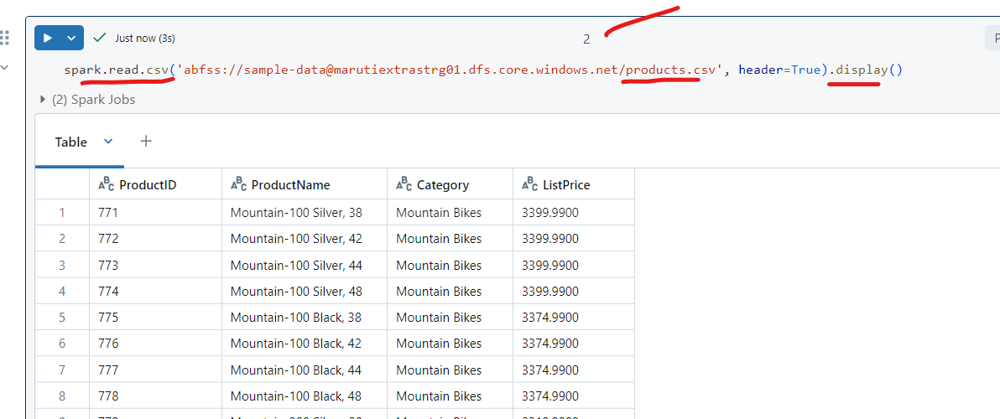 Just now (3s)
2
P
spark.read.csv('abfss://sample-data@marutiextrastrg01.dfs.core.windows.net/products.csv', header=True).display()
(2) Spark Jobs
Table
ProductID ProductName Category ListPrice
1 771 Mountain-100 Silver, 38 Mountain Bikes 3399.9900
2 772 Mountain-100 Silver, 42 Mountain Bikes 3399.9900
3 773 Mountain-100 Silver, 44 Mountain Bikes 3399.9900
4 774 Mountain-100 Silver, 48 Mountain Bikes 3399.9900
5 775 Mountain-100 Black, 38 Mountain Bikes 3374.9900
6 776 Mountain-100 Black, 42 Mountain Bikes 3374.9900
7 777 Mountain-100 Black, 44 Mountain Bikes 3374.9900
8 778 Mountain-100 Black, 48 Mountain Bikes 3374.9900